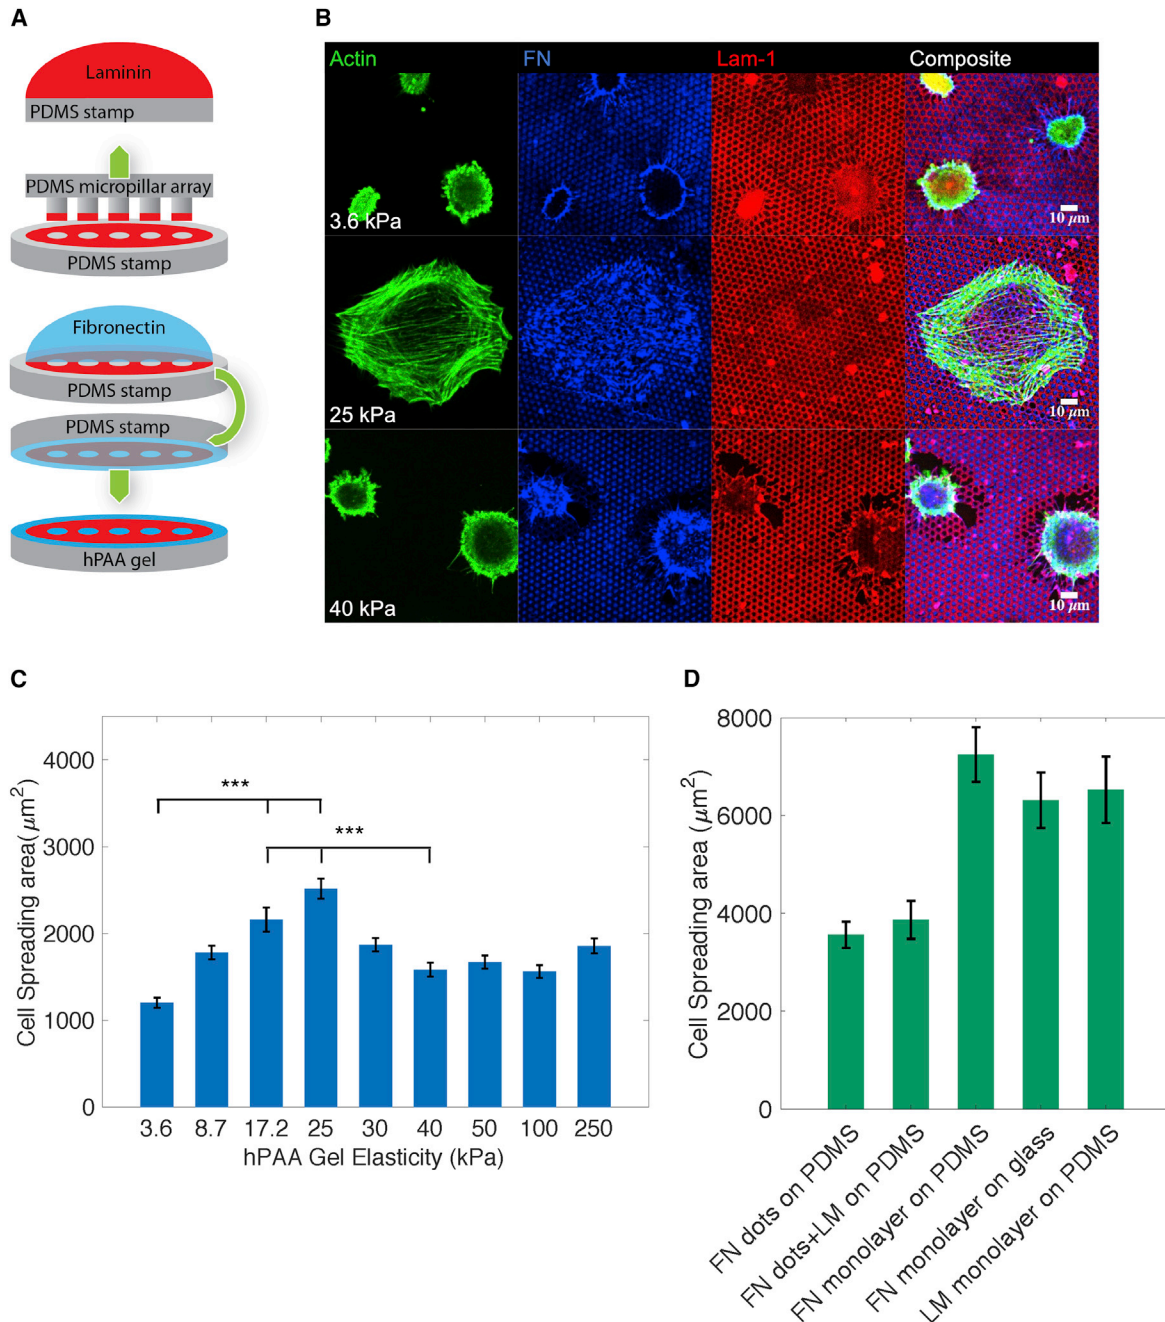 A
Laminin
PDMS stamp
PDMS micropillar array
PDMS stamp
Fibronectin
PDMS stamp
PDMS stamp
hPAA gel
B
Actin FN Lam-1 Composite
3.6 kPa
10 μm
25 kPa
10 μm
40 kPa
10 μm
C
Cell Spreading area(μm²)
4000
3000
2000
1000
0
***
***
3.6 8.7 17.2 25 30 40 50 100 250
hPAA Gel Elasticity (kPa)
D
Cell Spreading area (μm²)
8000
6000
4000
2000
0
FN dots on PDMS
FN dots+LM on PDMS
FN monolayer on PDMS
FN monolayer on glass
LM monolayer on PDMS